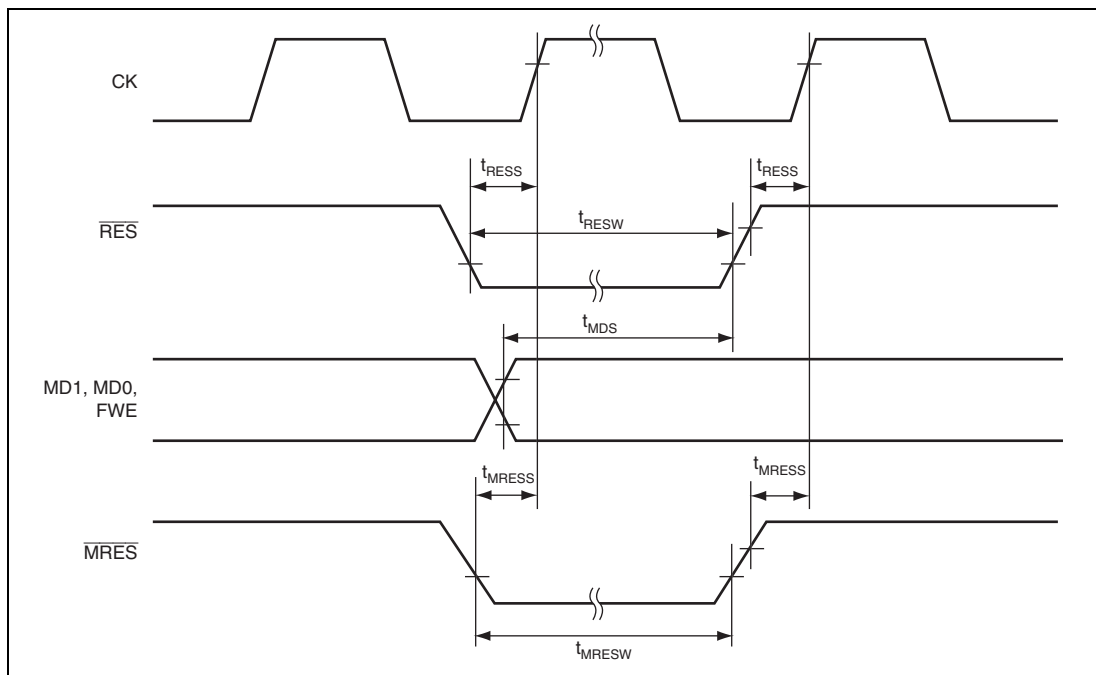 CK
tRESS
tRESS
RES
tRESW
tMDS
MD1, MD0,
FWE
tMRESS
tMRESS
MRES
tMRESW